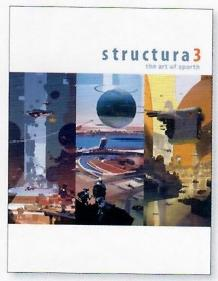 structura3
the art of sparth